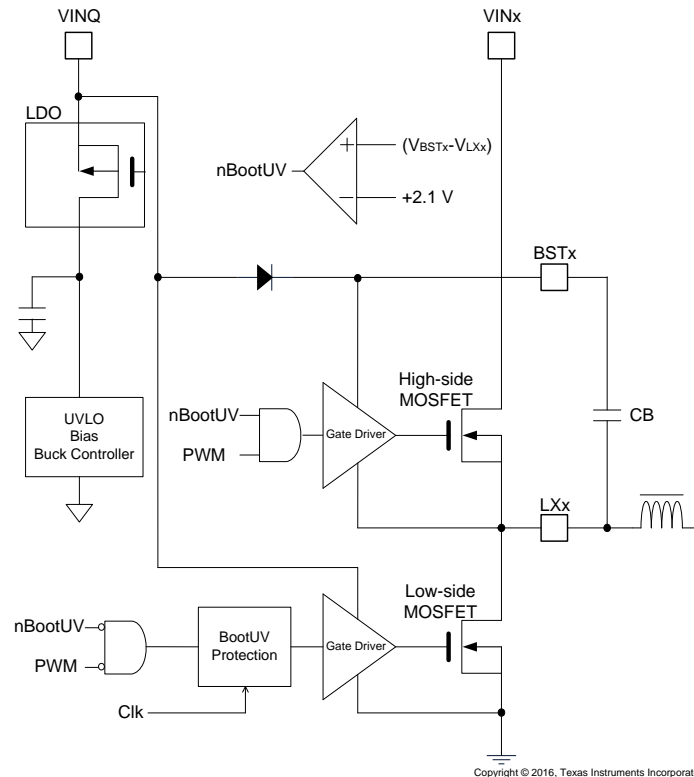 VINQ
VINx
LDO
+
(VBSTx-VLXx)
nBootUV
−
+2.1 V
BSTx
High-side
MOSFET
nBootUV
PWM
Gate Driver
CB
UVLO
Bias
Buck Controller
LXx
Low-side
MOSFET
nBootUV
PWM
BootUV
Protection
Gate Driver
Clk
Copyright © 2016, Texas Instruments Incorporat